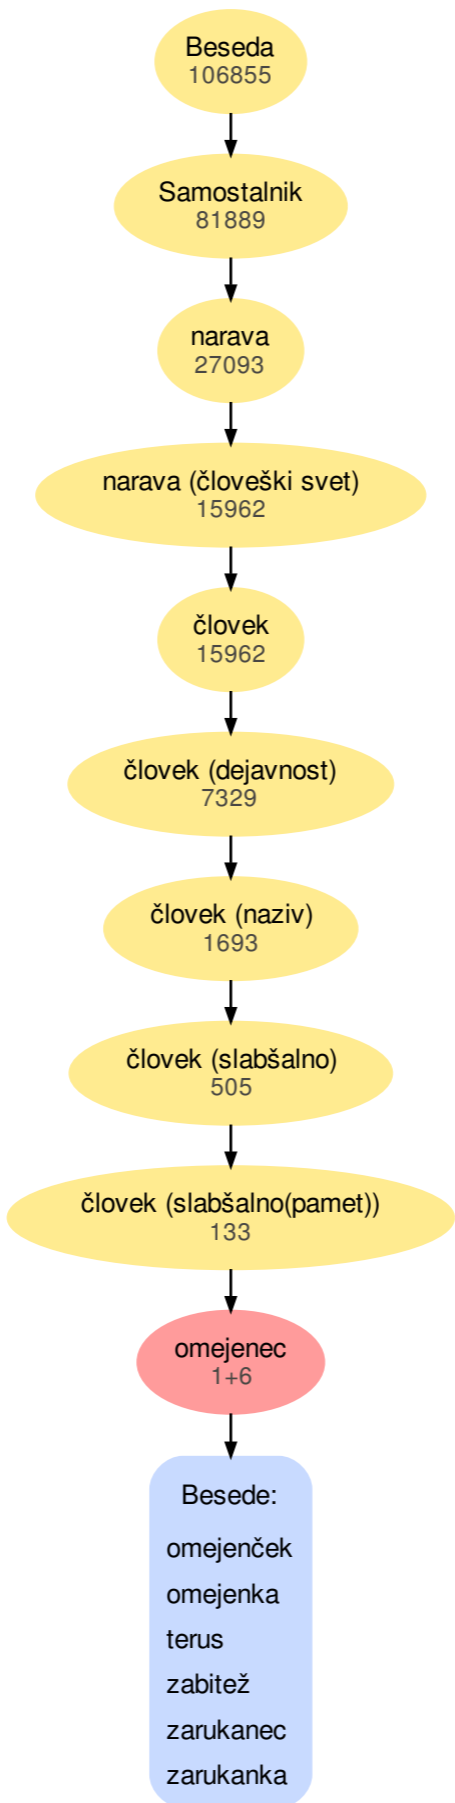 Beseda
106855
Samostalnik
81889
narava
27093
narava (človeški svet)
15962
človek
15962
človek (dejavnost)
7329
človek (naziv)
1693
človek (slabšalno)
505
človek (slabšalno(pamet))
133
omejenec
1+6
Besede:
omejenček
omejenka
terus
zabitež
zarukanec
zarukanka